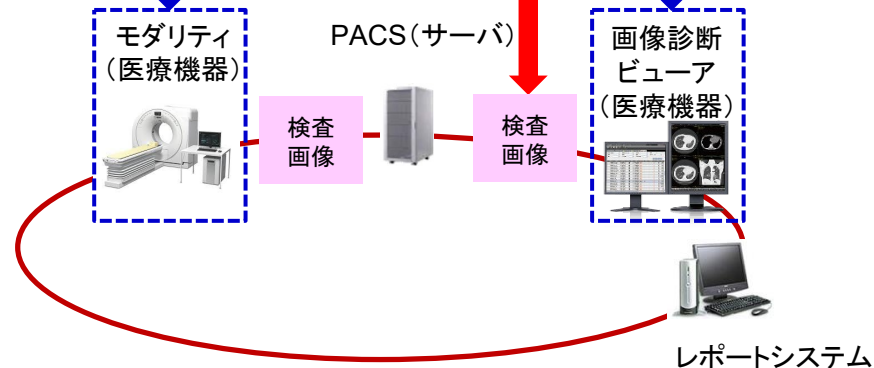 モダリティ
(医療機器)
PACS(サーバ)
画像診断
ビューア
(医療機器)
検査
画像
検査
画像
レポートシステム